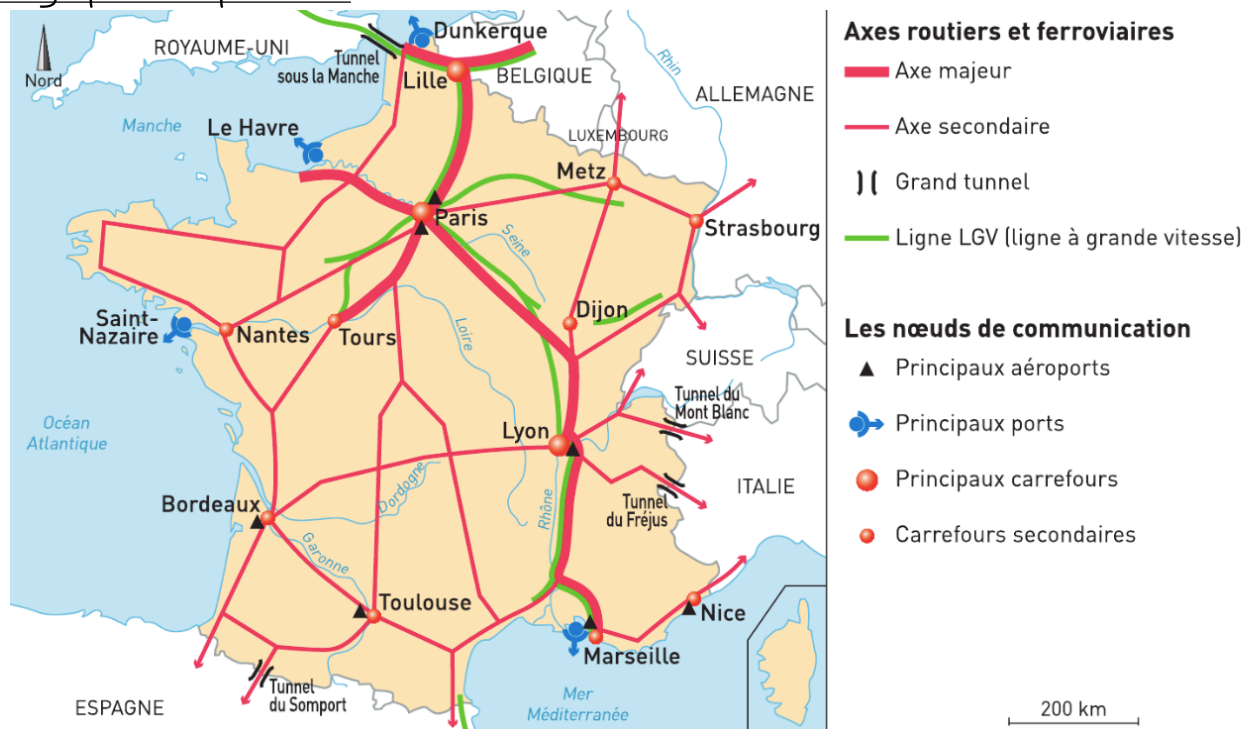 ROYAUME-UNI
Nord
Tunnel
sous la Manche
Dunkerque
Lille
BELGIQUE
Rhin
ALLEMAGNE
Manche
Le Havre
LUXEMBOURG
Metz
Paris
Seine
Strasbourg
Saint-
Nazaire
Nantes
Tours
Loire
Dijon
SUISSE
Tunnel du
Mont Blanc
Océan
Atlantique
Lyon
ITALIE
Bordeaux
Dordogne
Rhône
Tunnel
du Fréjus
Garonne
Toulouse
Nice
Marseille
Tunnel
du Somport
ESPAGNE
Mer
Méditerranée
Axes routiers et ferroviaires
Axe majeur
Axe secondaire
Grand tunnel
Ligne LGV (ligne à grande vitesse)
Les nœuds de communication
Principaux aéroports
Principaux ports
Principaux carrefours
Carrefours secondaires
200 km